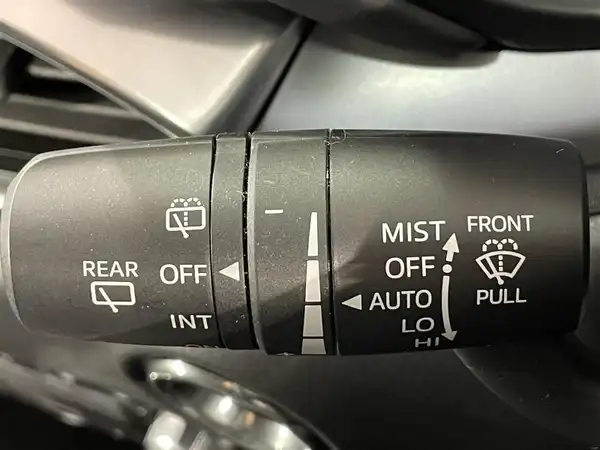 REAR
OFF
INT
MIST
OFF
AUTO
LO
HI
FRONT
PULL